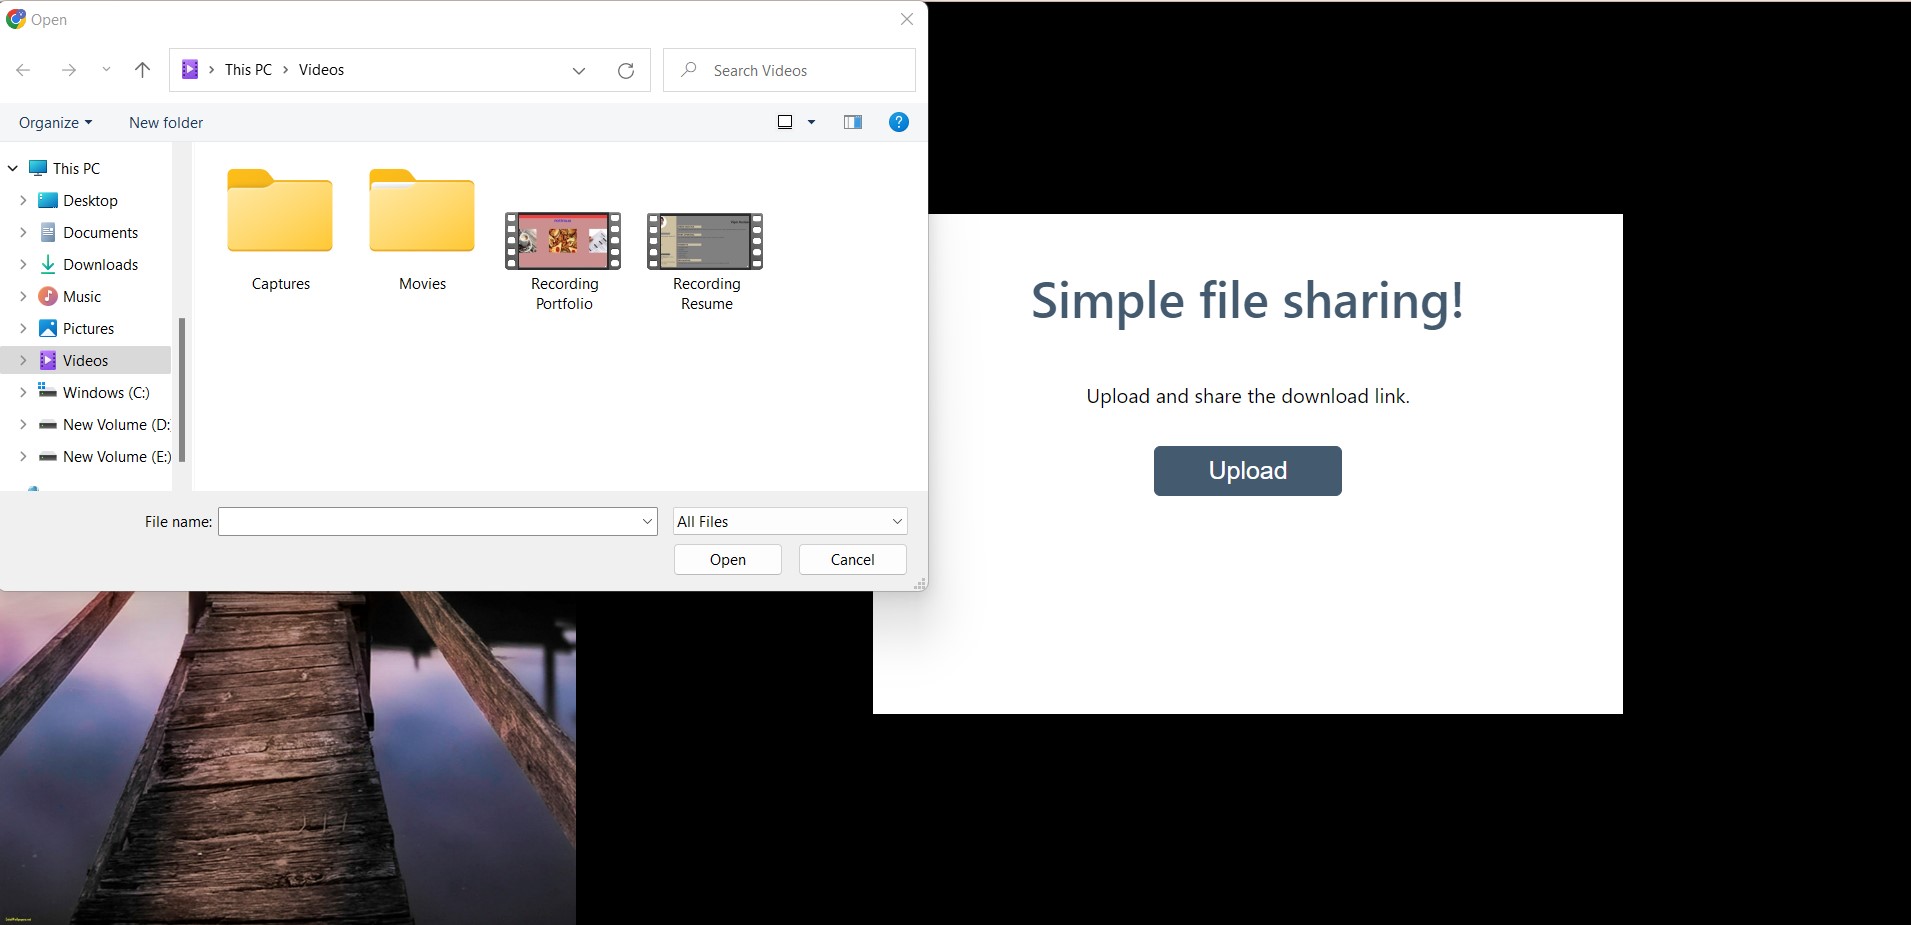 Open
This PC > Videos
Search Videos
Organize
New folder
This PC
Desktop
Documents
Downloads
Music
Pictures
Videos
Windows (C:)
New Volume (D:
New Volume (E:)
Captures
Movies
Recording
Portfolio
Recording
Resume
File name:
All Files
Open
Cancel
Simple file sharing!
Upload and share the download link.
Upload